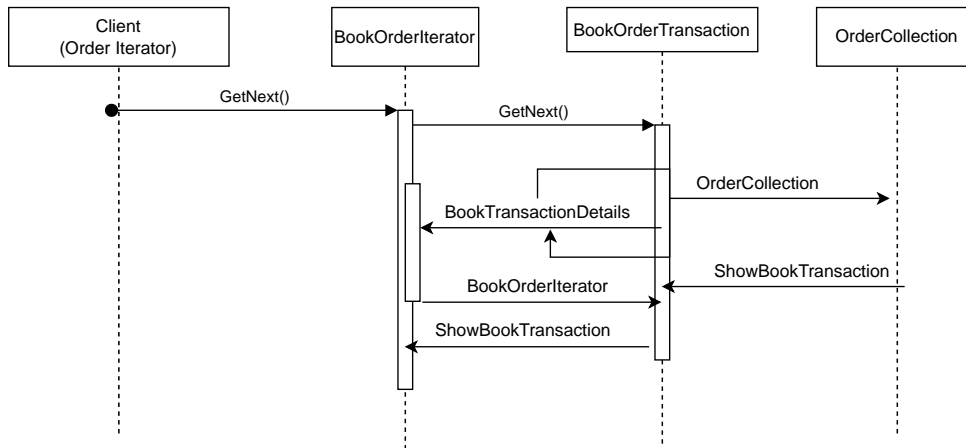 Client
(Order Iterator)
BookOrderIterator
BookOrderTransaction
OrderCollection
GetNext()
GetNext()
OrderCollection
BookTransactionDetails
ShowBookTransaction
BookOrderIterator
ShowBookTransaction